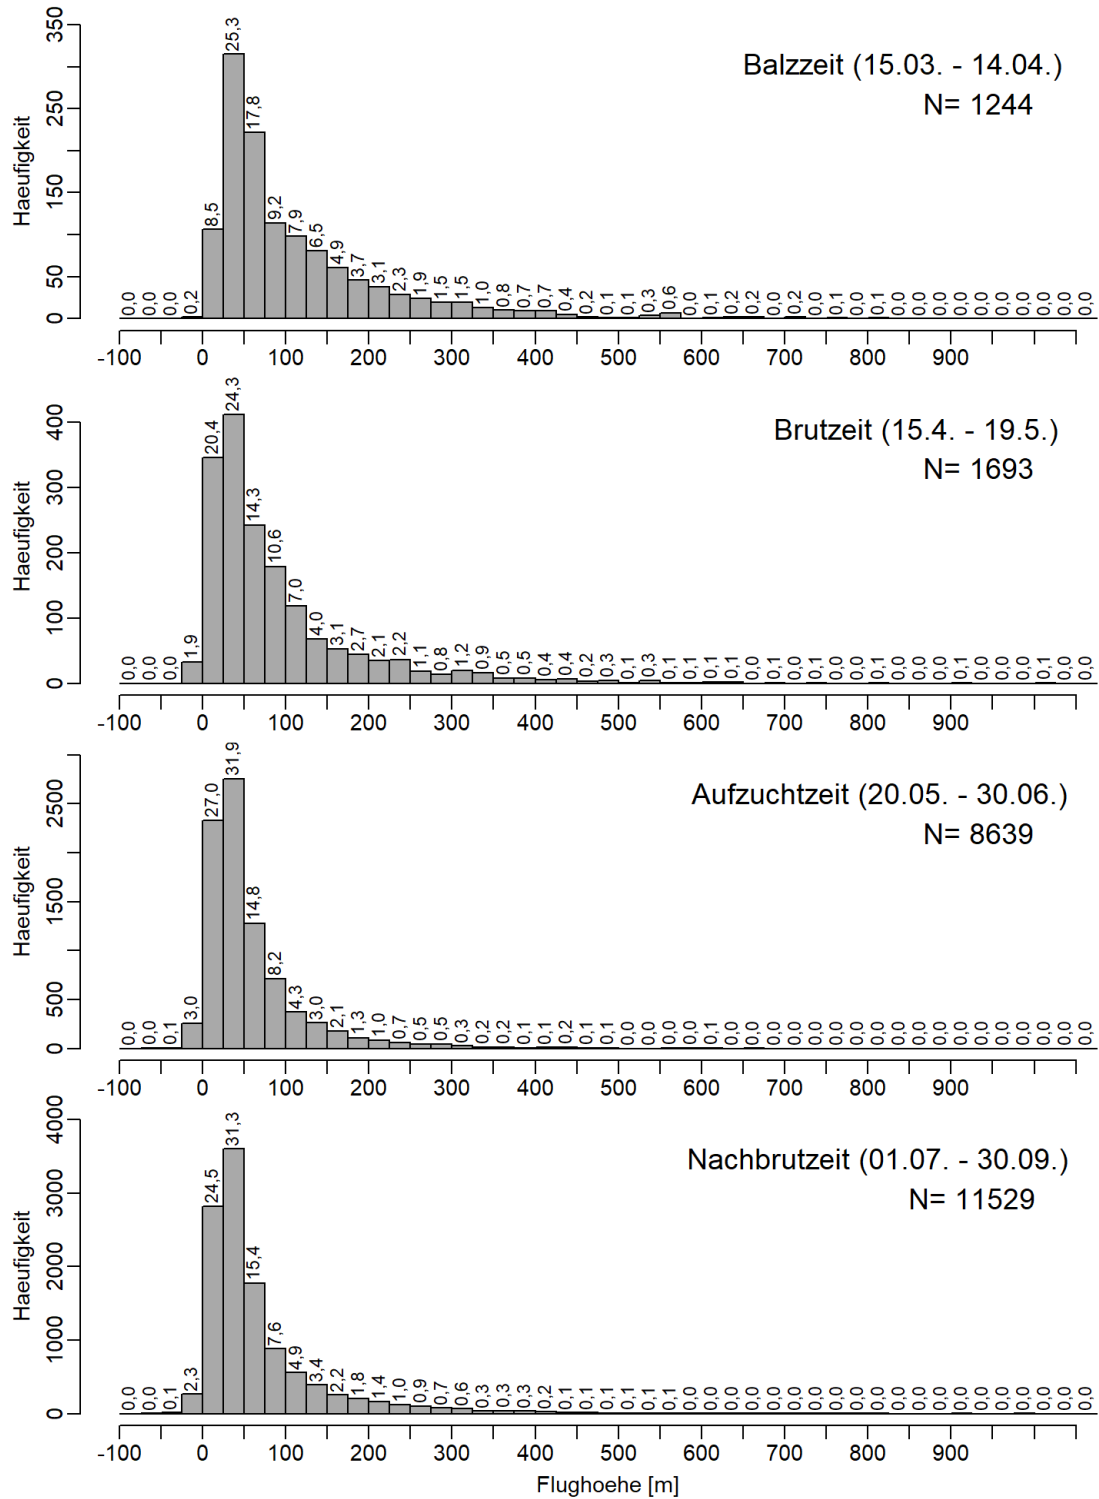 Balzzeit (15.03. - 14.04.)
N= 1244
Haeufigkeit
0 50 150 250 350
0,0 0,0 0,0 0,2 8,5 25,3 17,8 9,2 7,9 6,5 4,9 3,7 3,1 2,3 1,9 1,5 1,5 1,0 0,8 0,7 0,7 0,4 0,2 0,1 0,1 0,3 0,6 0,0 0,1 0,2 0,2 0,0 0,2 0,0 0,1 0,0 0,1 0,0 0,0 0,0 0,0 0,0 0,0 0,0 0,0 0,0 0,0
-100 0 100 200 300 400 500 600 700 800 900
Brutzeit (15.4. - 19.5.)
N= 1693
Haeufigkeit
0 100 200 300 400
0,0 0,0 0,0 1,9 20,4 24,3 14,3 10,6 7,0 4,0 3,1 2,7 2,1 2,2 1,1 0,8 1,2 0,9 0,5 0,5 0,4 0,4 0,2 0,3 0,1 0,3 0,1 0,1 0,1 0,1 0,0 0,1 0,0 0,1 0,0 0,0 0,1 0,0 0,0 0,0 0,1 0,0 0,0 0,0 0,1 0,0 0,0
-100 0 100 200 300 400 500 600 700 800 900
Aufzuchtzeit (20.05. - 30.06.)
N= 8639
Haeufigkeit
0 500 1500 2500
0,0 0,0 0,1 3,0 27,0 31,9 14,8 8,2 4,3 3,0 2,1 1,3 1,0 0,7 0,5 0,5 0,3 0,2 0,2 0,1 0,1 0,2 0,1 0,1 0,0 0,0 0,0 0,0 0,1 0,0 0,0 0,0 0,0 0,0 0,0 0,0 0,0 0,0 0,0 0,0 0,0 0,0 0,0 0,0 0,0 0,0 0,0
-100 0 100 200 300 400 500 600 700 800 900
Nachbrutzeit (01.07. - 30.09.)
N= 11529
Haeufigkeit
0 1000 2000 3000 4000
0,0 0,0 0,1 2,3 24,5 31,3 15,4 7,6 4,9 3,4 2,2 1,8 1,4 1,0 0,9 0,7 0,6 0,3 0,3 0,3 0,2 0,1 0,1 0,1 0,1 0,1 0,1 0,0 0,0 0,0 0,0 0,0 0,0 0,0 0,0 0,0 0,0 0,0 0,0 0,0 0,0 0,0 0,0 0,0 0,0 0,0 0,0
-100 0 100 200 300 400 500 600 700 800 900
Flughoehe [m]